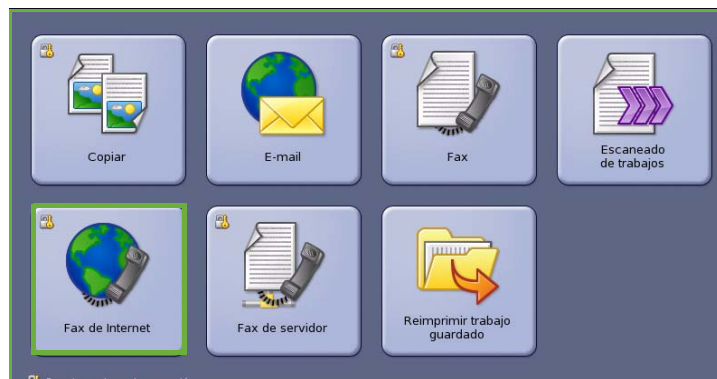 Copiar
E-mail
Fax
Escaneado
de trabajos
Fax de Internet
Fax de servidor
Reimprimir trabajo
guardado